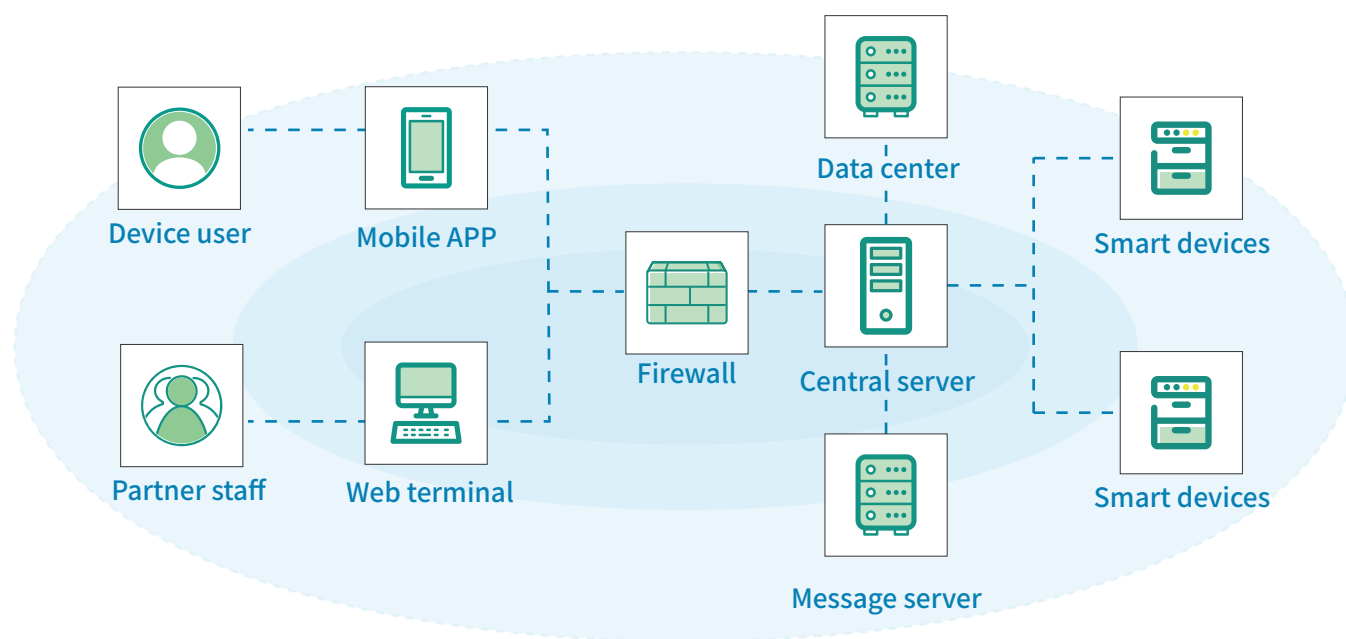 Data center
Device user
Mobile APP
Smart devices
Firewall
Central server
Partner staff
Web terminal
Smart devices
Message server